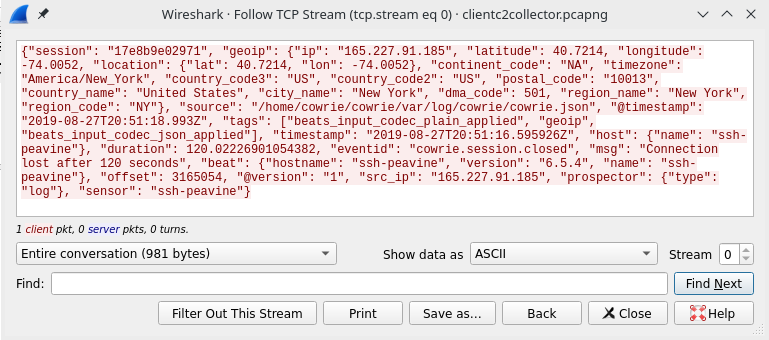 Wireshark · Follow TCP Stream (tcp.stream eq 0) · clientc2collector.pcapng
{"session": "17e8b9e02971", "geoip": {"ip": "165.227.91.185", "latitude": 40.7214, "longitude":
-74.0052, "location": {"lat": 40.7214, "lon": -74.0052}, "continent_code": "NA", "timezone":
"America/New_York", "country_code3": "US", "country_code2": "US", "postal_code": "10013",
"country_name": "United States", "city_name": "New York", "dma_code": 501, "region_name": "New York",
"region_code": "NY"}, "source": "/home/cowrie/cowrie/var/log/cowrie/cowrie.json", "@timestamp":
"2019-08-27T20:51:18.993Z", "tags": ["beats_input_codec_plain_applied", "geoip",
"beats_input_codec_json_applied"], "timestamp": "2019-08-27T20:51:16.595926Z", "host": {"name": "ssh-
peavine"}, "duration": 120.02226901054382, "eventid": "cowrie.session.closed", "msg": "Connection
lost after 120 seconds", "beat": {"hostname": "ssh-peavine", "version": "6.5.4", "name": "ssh-
peavine"}, "offset": 3165054, "@version": "1", "src_ip": "165.227.91.185", "prospector": {"type":
"log"}, "sensor": "ssh-peavine"}
1 client pkt, 0 server pkts, 0 turns.
Entire conversation (981 bytes)
Show data as
ASCII
Stream
0
Find:
Find Next
Filter Out This Stream
Print
Save as...
Back
Close
Help